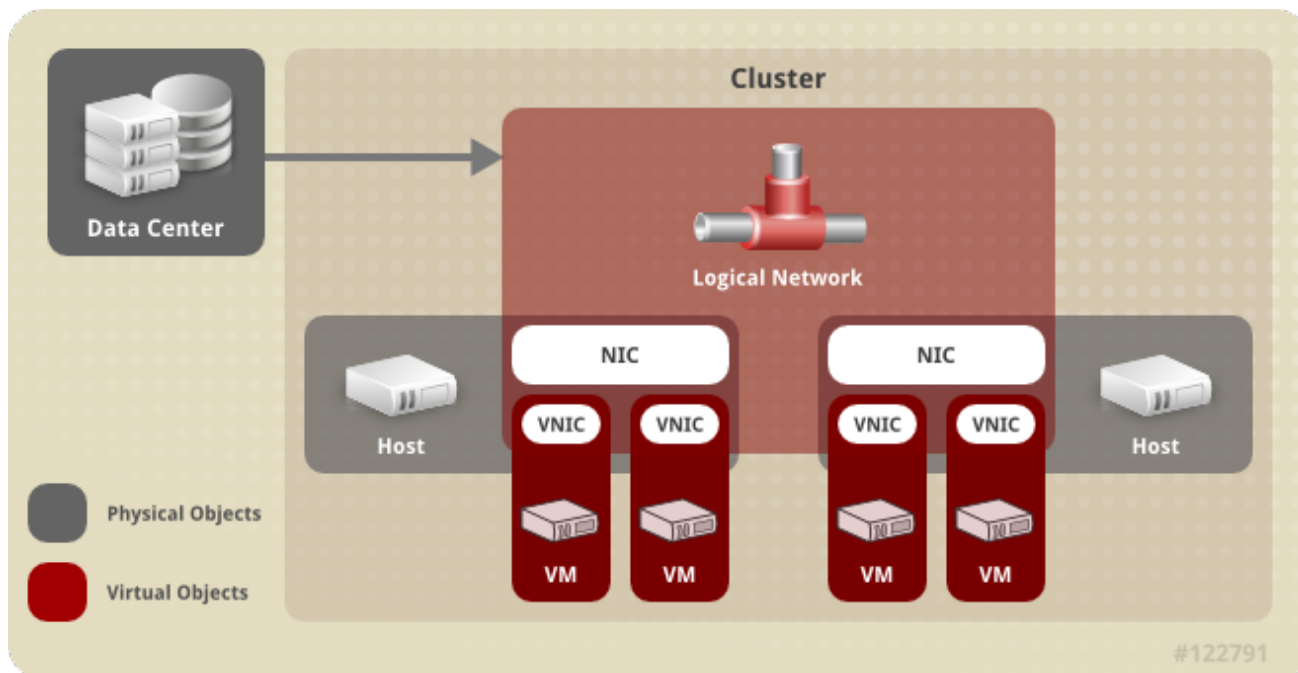 Cluster
Data Center
Logical Network
NIC
NIC
Host
VNIC
VNIC
VNIC
VNIC
Host
VM
VM
VM
VM
Physical Objects
Virtual Objects
#122791